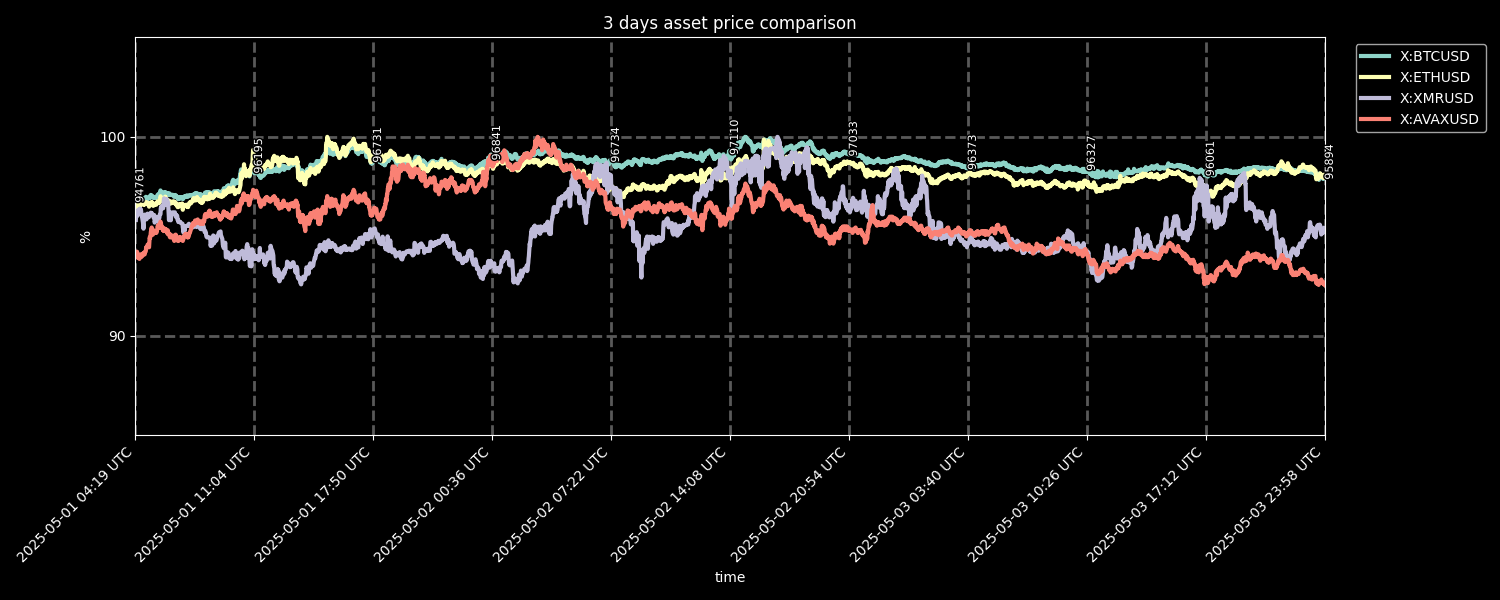 3 days asset price comparison
X:BTCUSD
X:ETHUSD
X:XMRUSD
X:AVAXUSD
100
90
%
96195
96131
96841
96734
97110
97033
96373
96327
96061
95894
2025-05-01 04:19 UTC
2025-05-01 11:04 UTC
2025-05-01 17:50 UTC
2025-05-02 00:36 UTC
2025-05-02 07:22 UTC
2025-05-02 14:08 UTC
2025-05-02 20:54 UTC
2025-05-03 03:40 UTC
2025-05-03 10:26 UTC
2025-05-03 17:12 UTC
2025-05-03 23:58 UTC
time